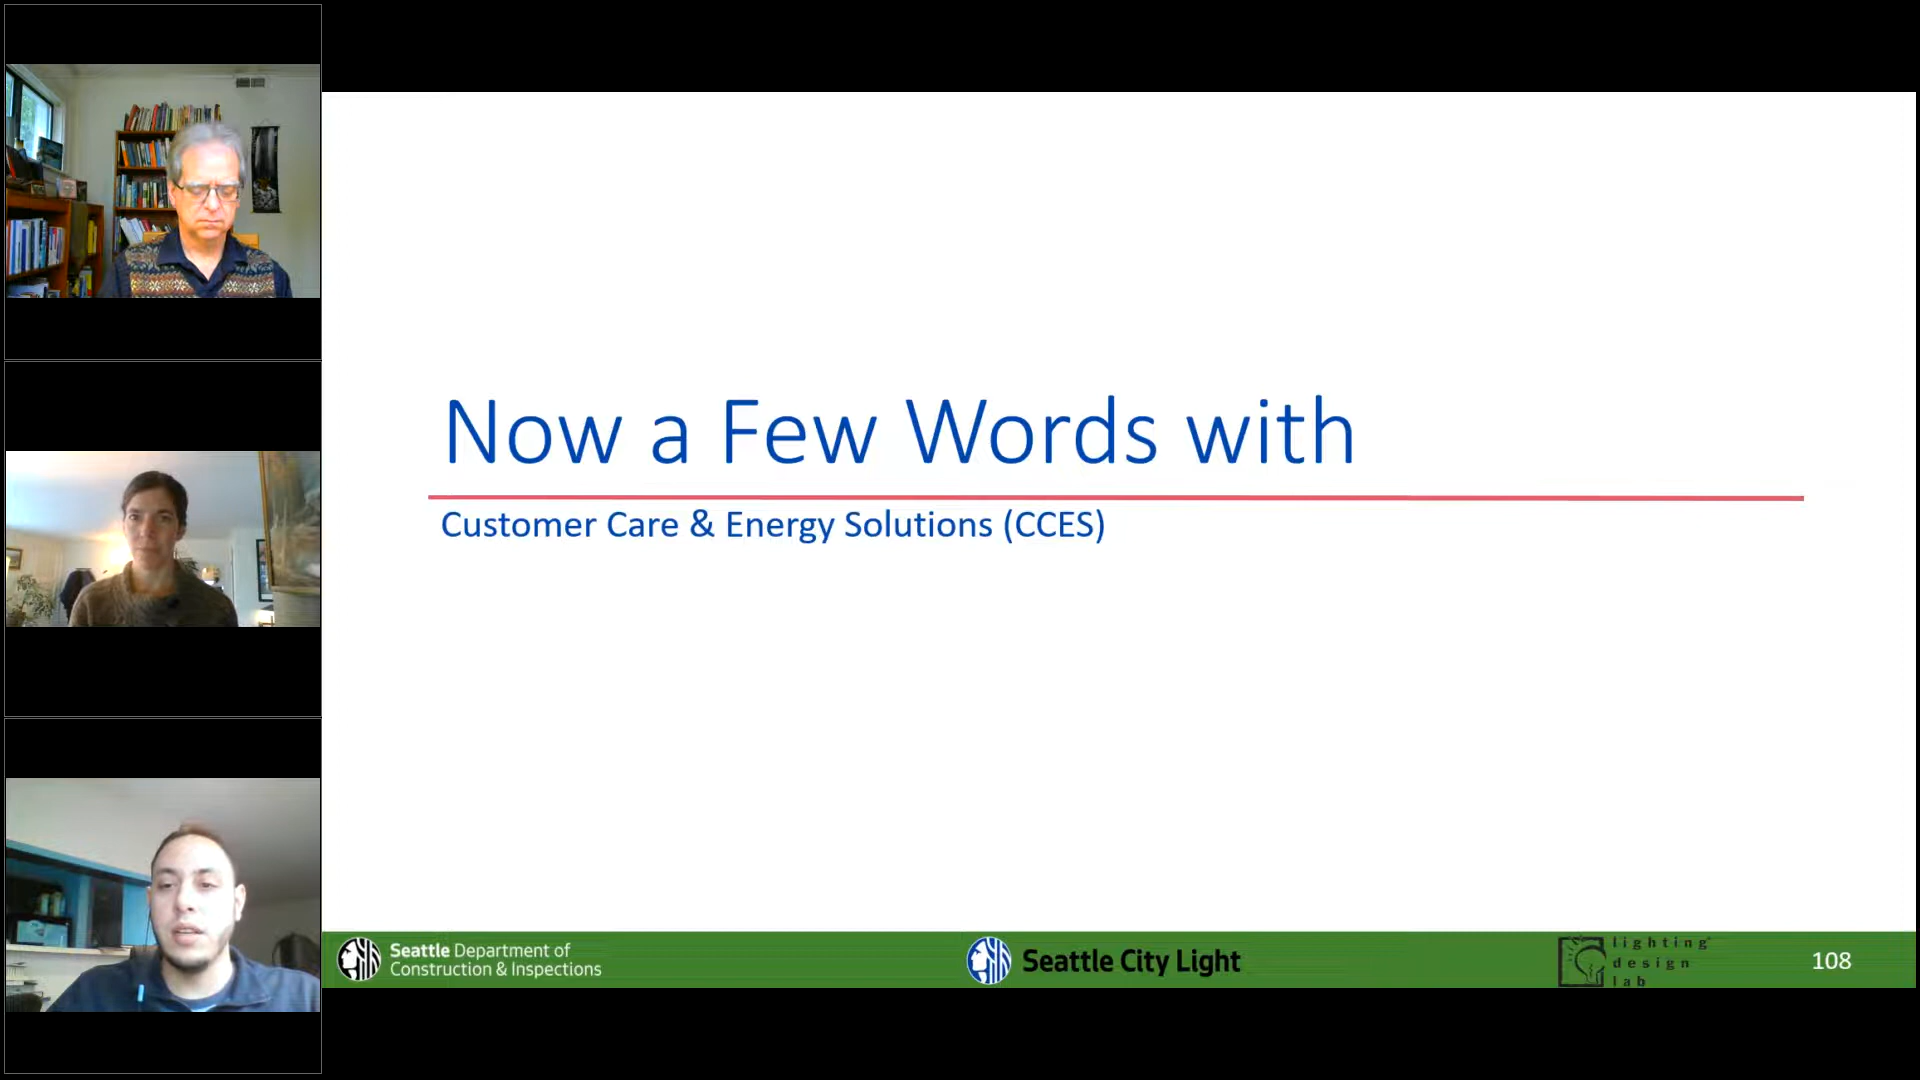 Now a Few Words with
Customer Care & Energy Solutions (CCES)
Seattle Department of
Construction & Inspections
Seattle City Light
lighting
design
lab
108